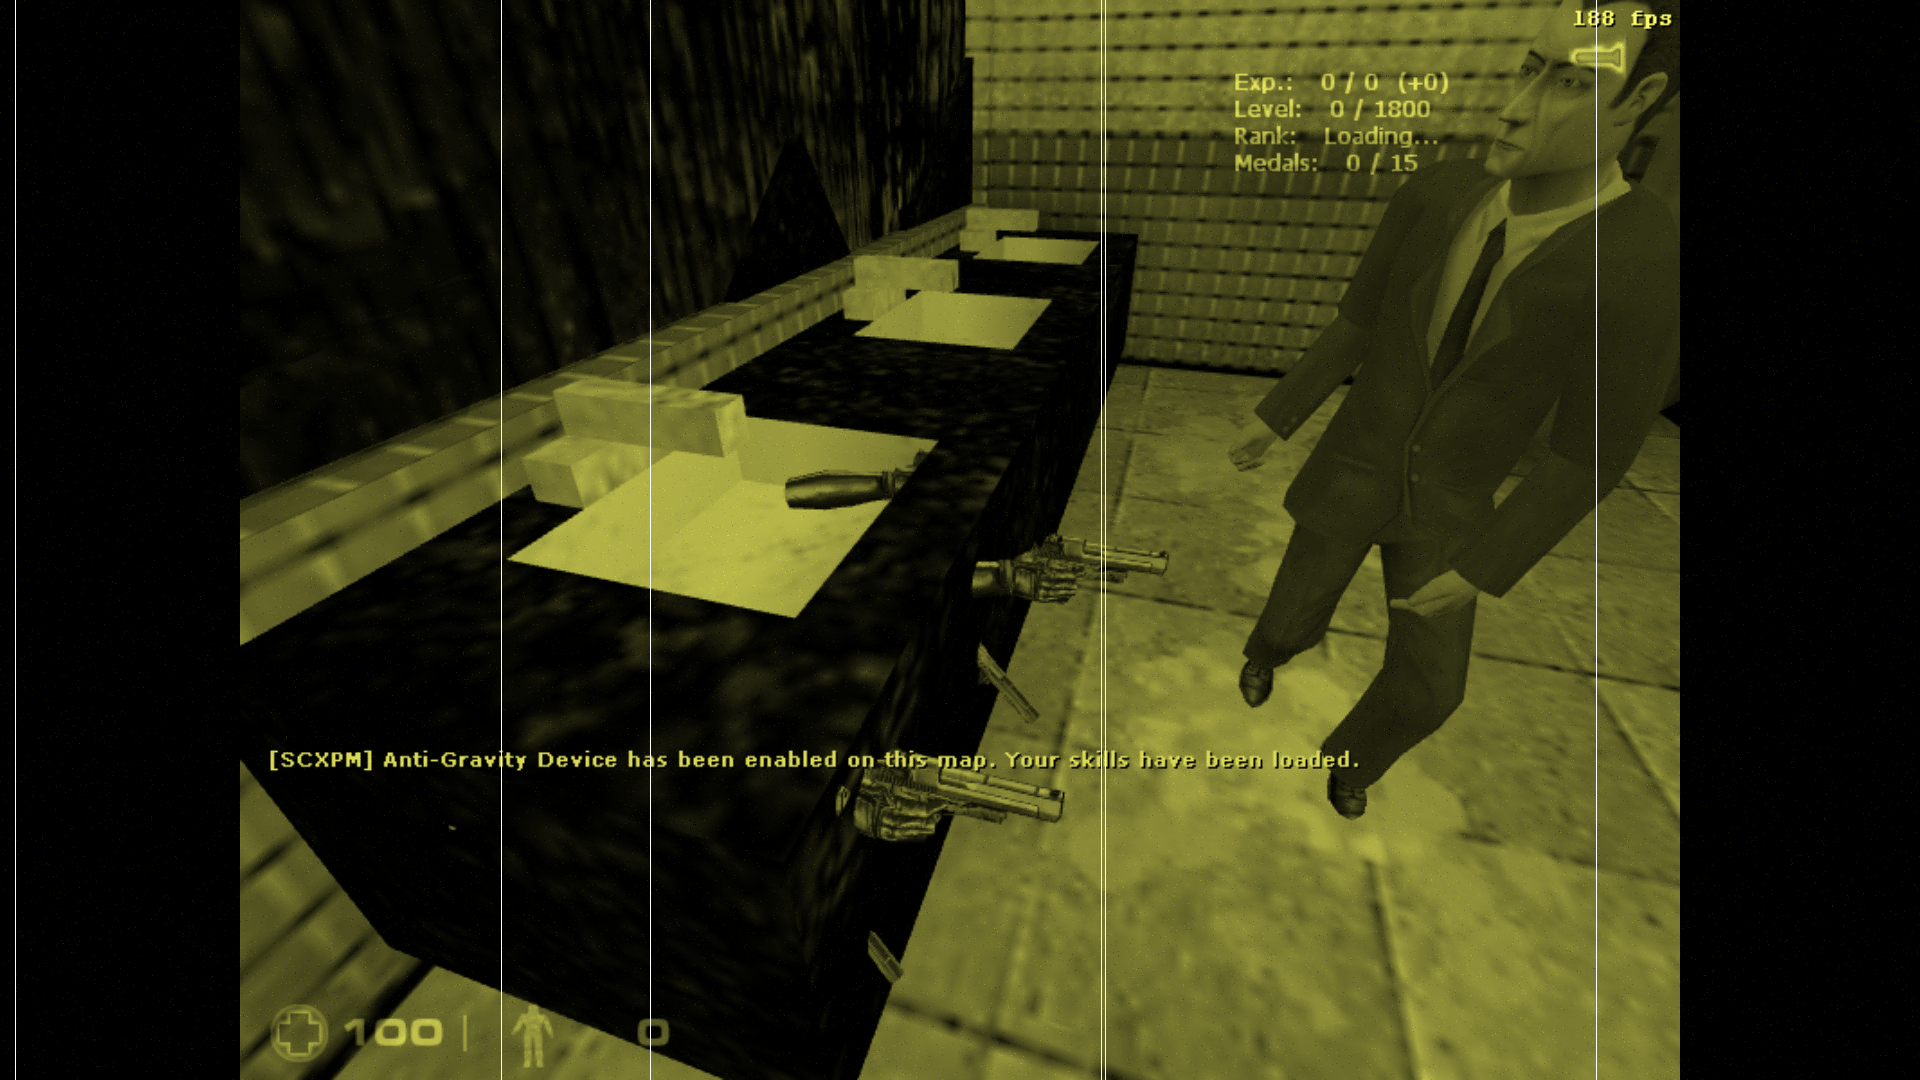 188 fps
Exp.: 0 / 0 (+0)
Level: 0 / 1800
Rank: Loading...
Medals: 0 / 15
[SCXPM] Anti-Gravity Device has been enabled on this map. Your skills have been loaded.
100 | 0